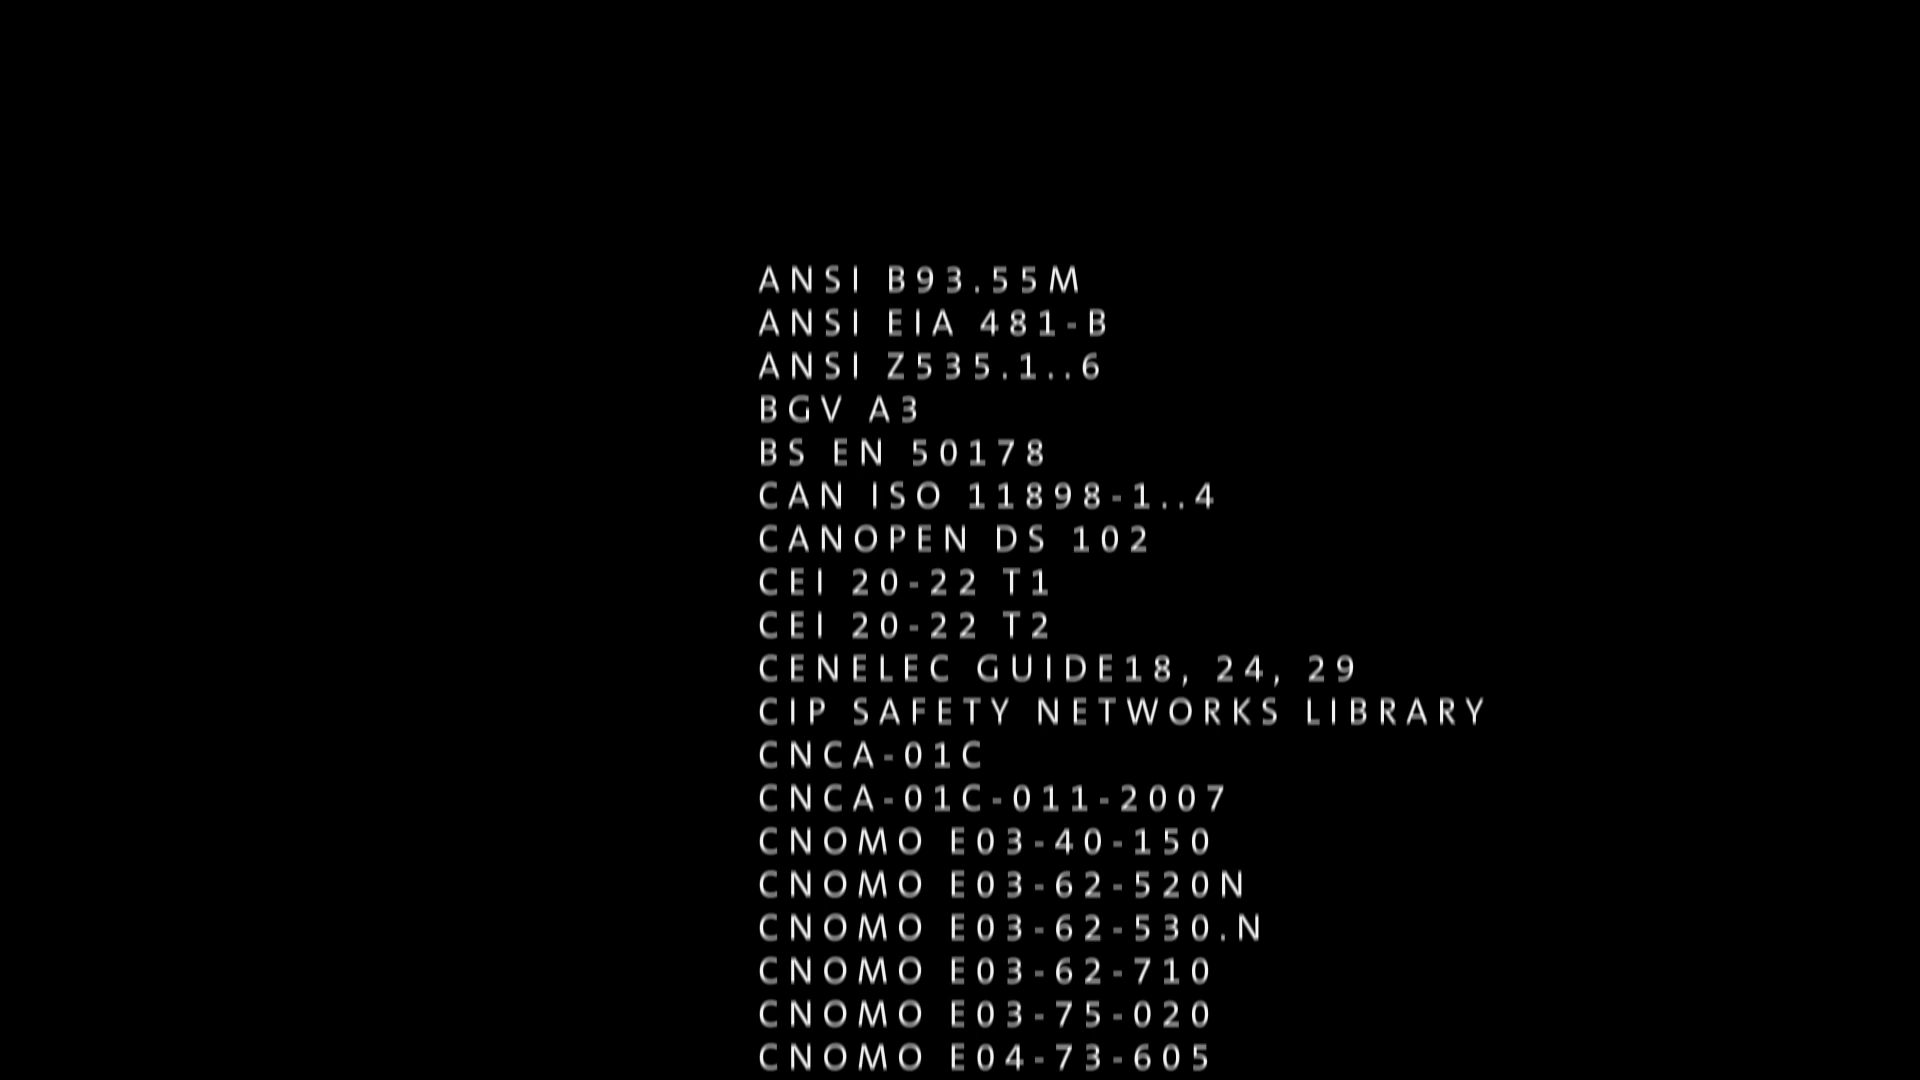 ANSI B93.55M
ANSI EIA 481-B
ANSI Z535.1..6
BGV A3
BS EN 50178
CAN ISO 11898-1..4
CANOPEN DS 102
CEI 20-22 T1
CEI 20-22 T2
CENELEC GUIDE18, 24, 29
CIP SAFETY NETWORKS LIBRARY
CNCA-01C
CNCA-01C-011-2007
CNOMO E03-40-150
CNOMO E03-62-520N
CNOMO E03-62-530.N
CNOMO E03-62-710
CNOMO E03-75-020
CNOMO E04-73-605